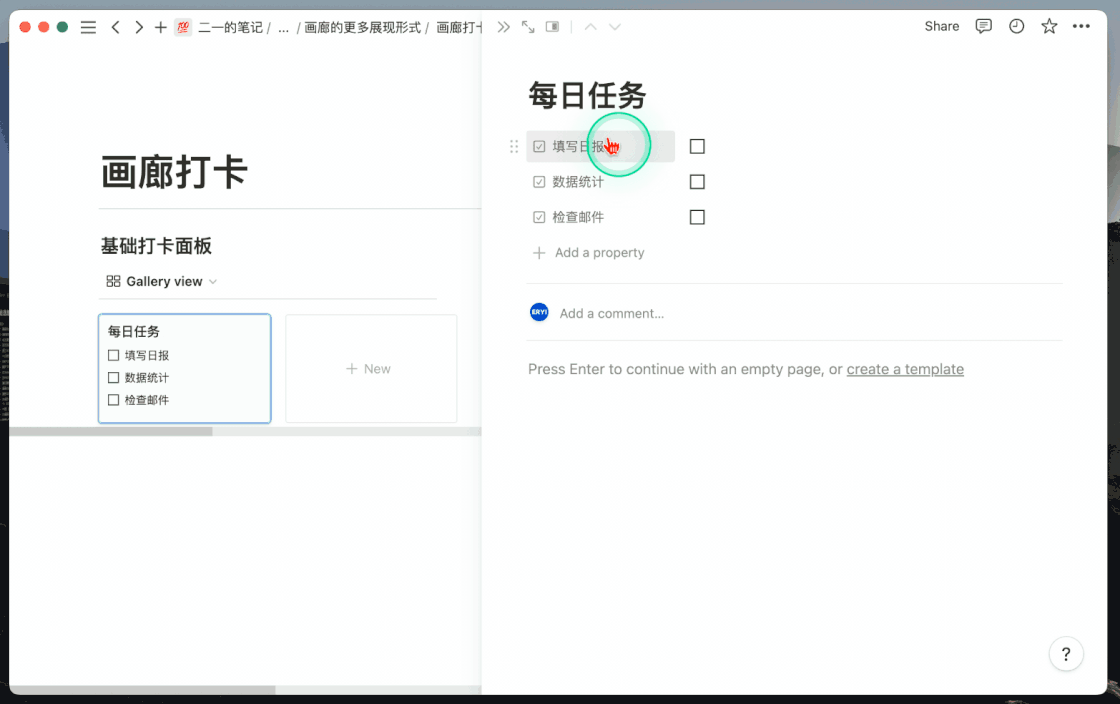 二一的笔记 / ... / 画廊的更多展现形式 / 画廊打卡
Share
画廊打卡
基础打卡面板
Gallery view
每日任务
填写日报
数据统计
检查邮件
New
每日任务
填写日报
数据统计
检查邮件
Add a property
ERYI
Add a comment...
Press Enter to continue with an empty page, or create a template
?